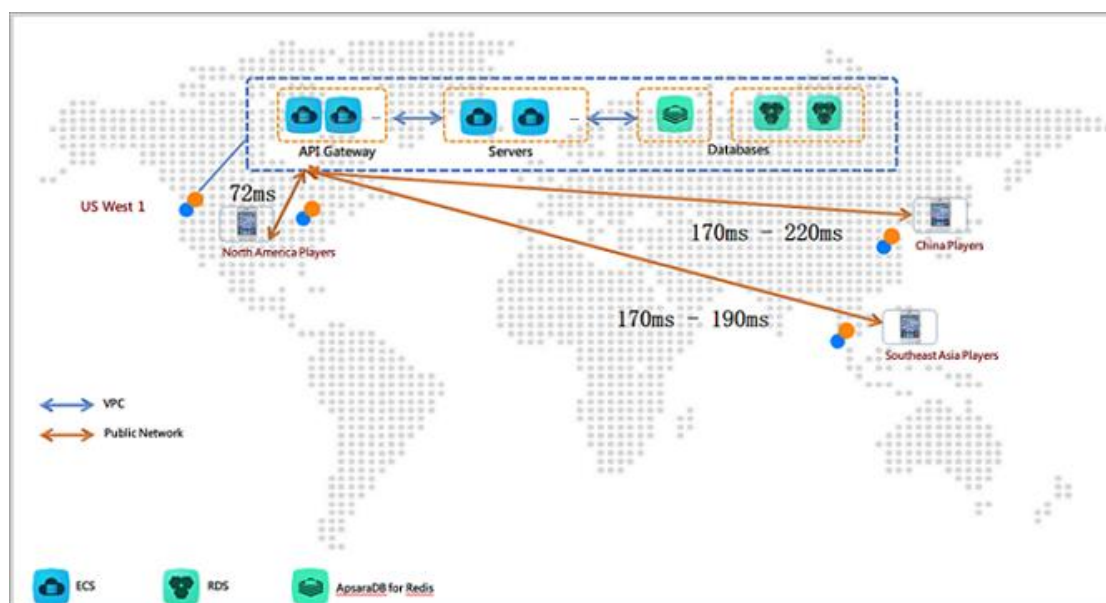 API Gateway
Servers
Databases
US West 1
72ms
North America Players
170ms - 220ms
China Players
170ms - 190ms
Southeast Asia Players
VPC
Public Network
ECS
RDS
ApsaraDB for Redis